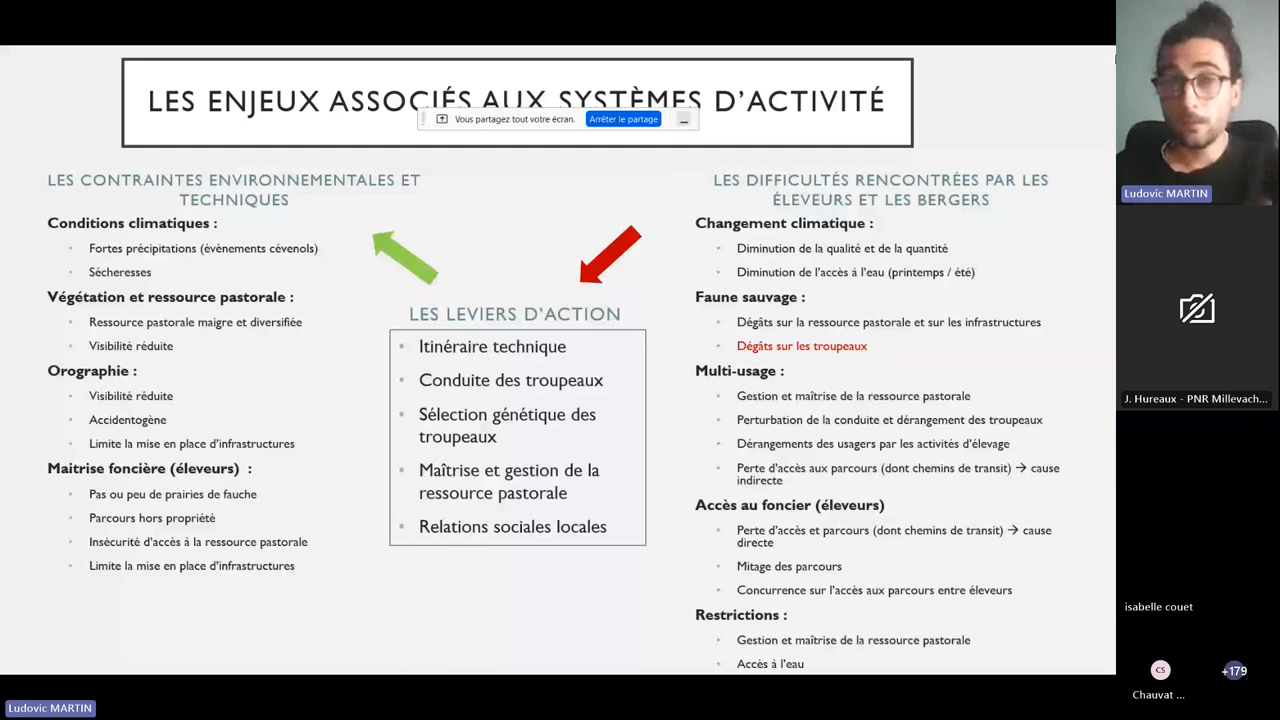 LES ENJEUX ASSOCIÉS AUX SYSTÈMES D'ACTIVITÉ
Vous partagez tout votre écran.
Arrêter le partage
LES CONTRAINTES ENVIRONNEMENTALES ET
TECHNIQUES
Conditions climatiques :
Fortes précipitations (évènements cévenols)
Sécheresses
Végétation et ressource pastorale :
Ressource pastorale maigre et diversifiée
Visibilité réduite
Orographie :
Visibilité réduite
Accidentogène
Limite la mise en place d'infrastructures
Maitrise foncière (éleveurs) :
Pas ou peu de prairies de fauche
Parcours hors propriété
Insécurité d'accès à la ressource pastorale
Limite la mise en place d'infrastructures
LES LEVIERS D'ACTION
Itinéraire technique
Conduite des troupeaux
Sélection génétique des
troupeaux
Maîtrise et gestion de la
ressource pastorale
Relations sociales locales
LES DIFFICULTÉS RENCONTRÉES PAR LES
ÉLEVEURS ET LES BERGERS
Changement climatique :
Diminution de la qualité et de la quantité
Diminution de l'accès à l'eau (printemps / été)
Faune sauvage :
Dégâts sur la ressource pastorale et sur les infrastructures
Dégâts sur les troupeaux
Multi-usage :
Gestion et maîtrise de la ressource pastorale
Perturbation de la conduite et dérangement des troupeaux
Dérangements des usagers par les activités d'élevage
Perte d'accès aux parcours (dont chemins de transit) → cause
indirecte
Accès au foncier (éleveurs)
Perte d'accès et parcours (dont chemins de transit) → cause
directe
Mitage des parcours
Concurrence sur l'accès aux parcours entre éleveurs
Restrictions :
Gestion et maîtrise de la ressource pastorale
Accès à l'eau
Ludovic MARTIN
J. Hureaux - PNR Millevach...
isabelle couet
CS
+179
Chauvat ...
Ludovic MARTIN